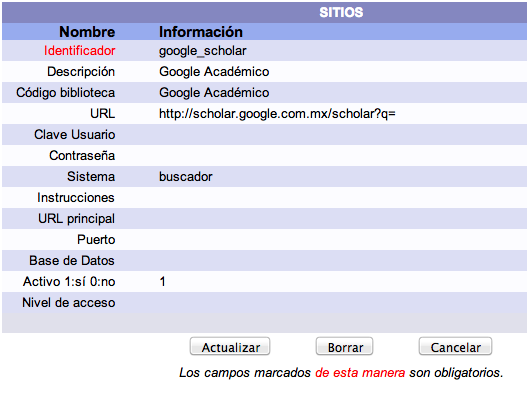 SITIOS
Nombre Información
Identificador google_scholar
Descripción Google Académico
Código biblioteca Google Académico
URL http://scholar.google.com.mx/scholar?q=
Clave Usuario
Contraseña
Sistema buscador
Instrucciones
URL principal
Puerto
Base de Datos
Activo 1:sí 0:no 1
Nivel de acceso
Actualizar Borrar Cancelar
Los campos marcados de esta manera son obligatorios.